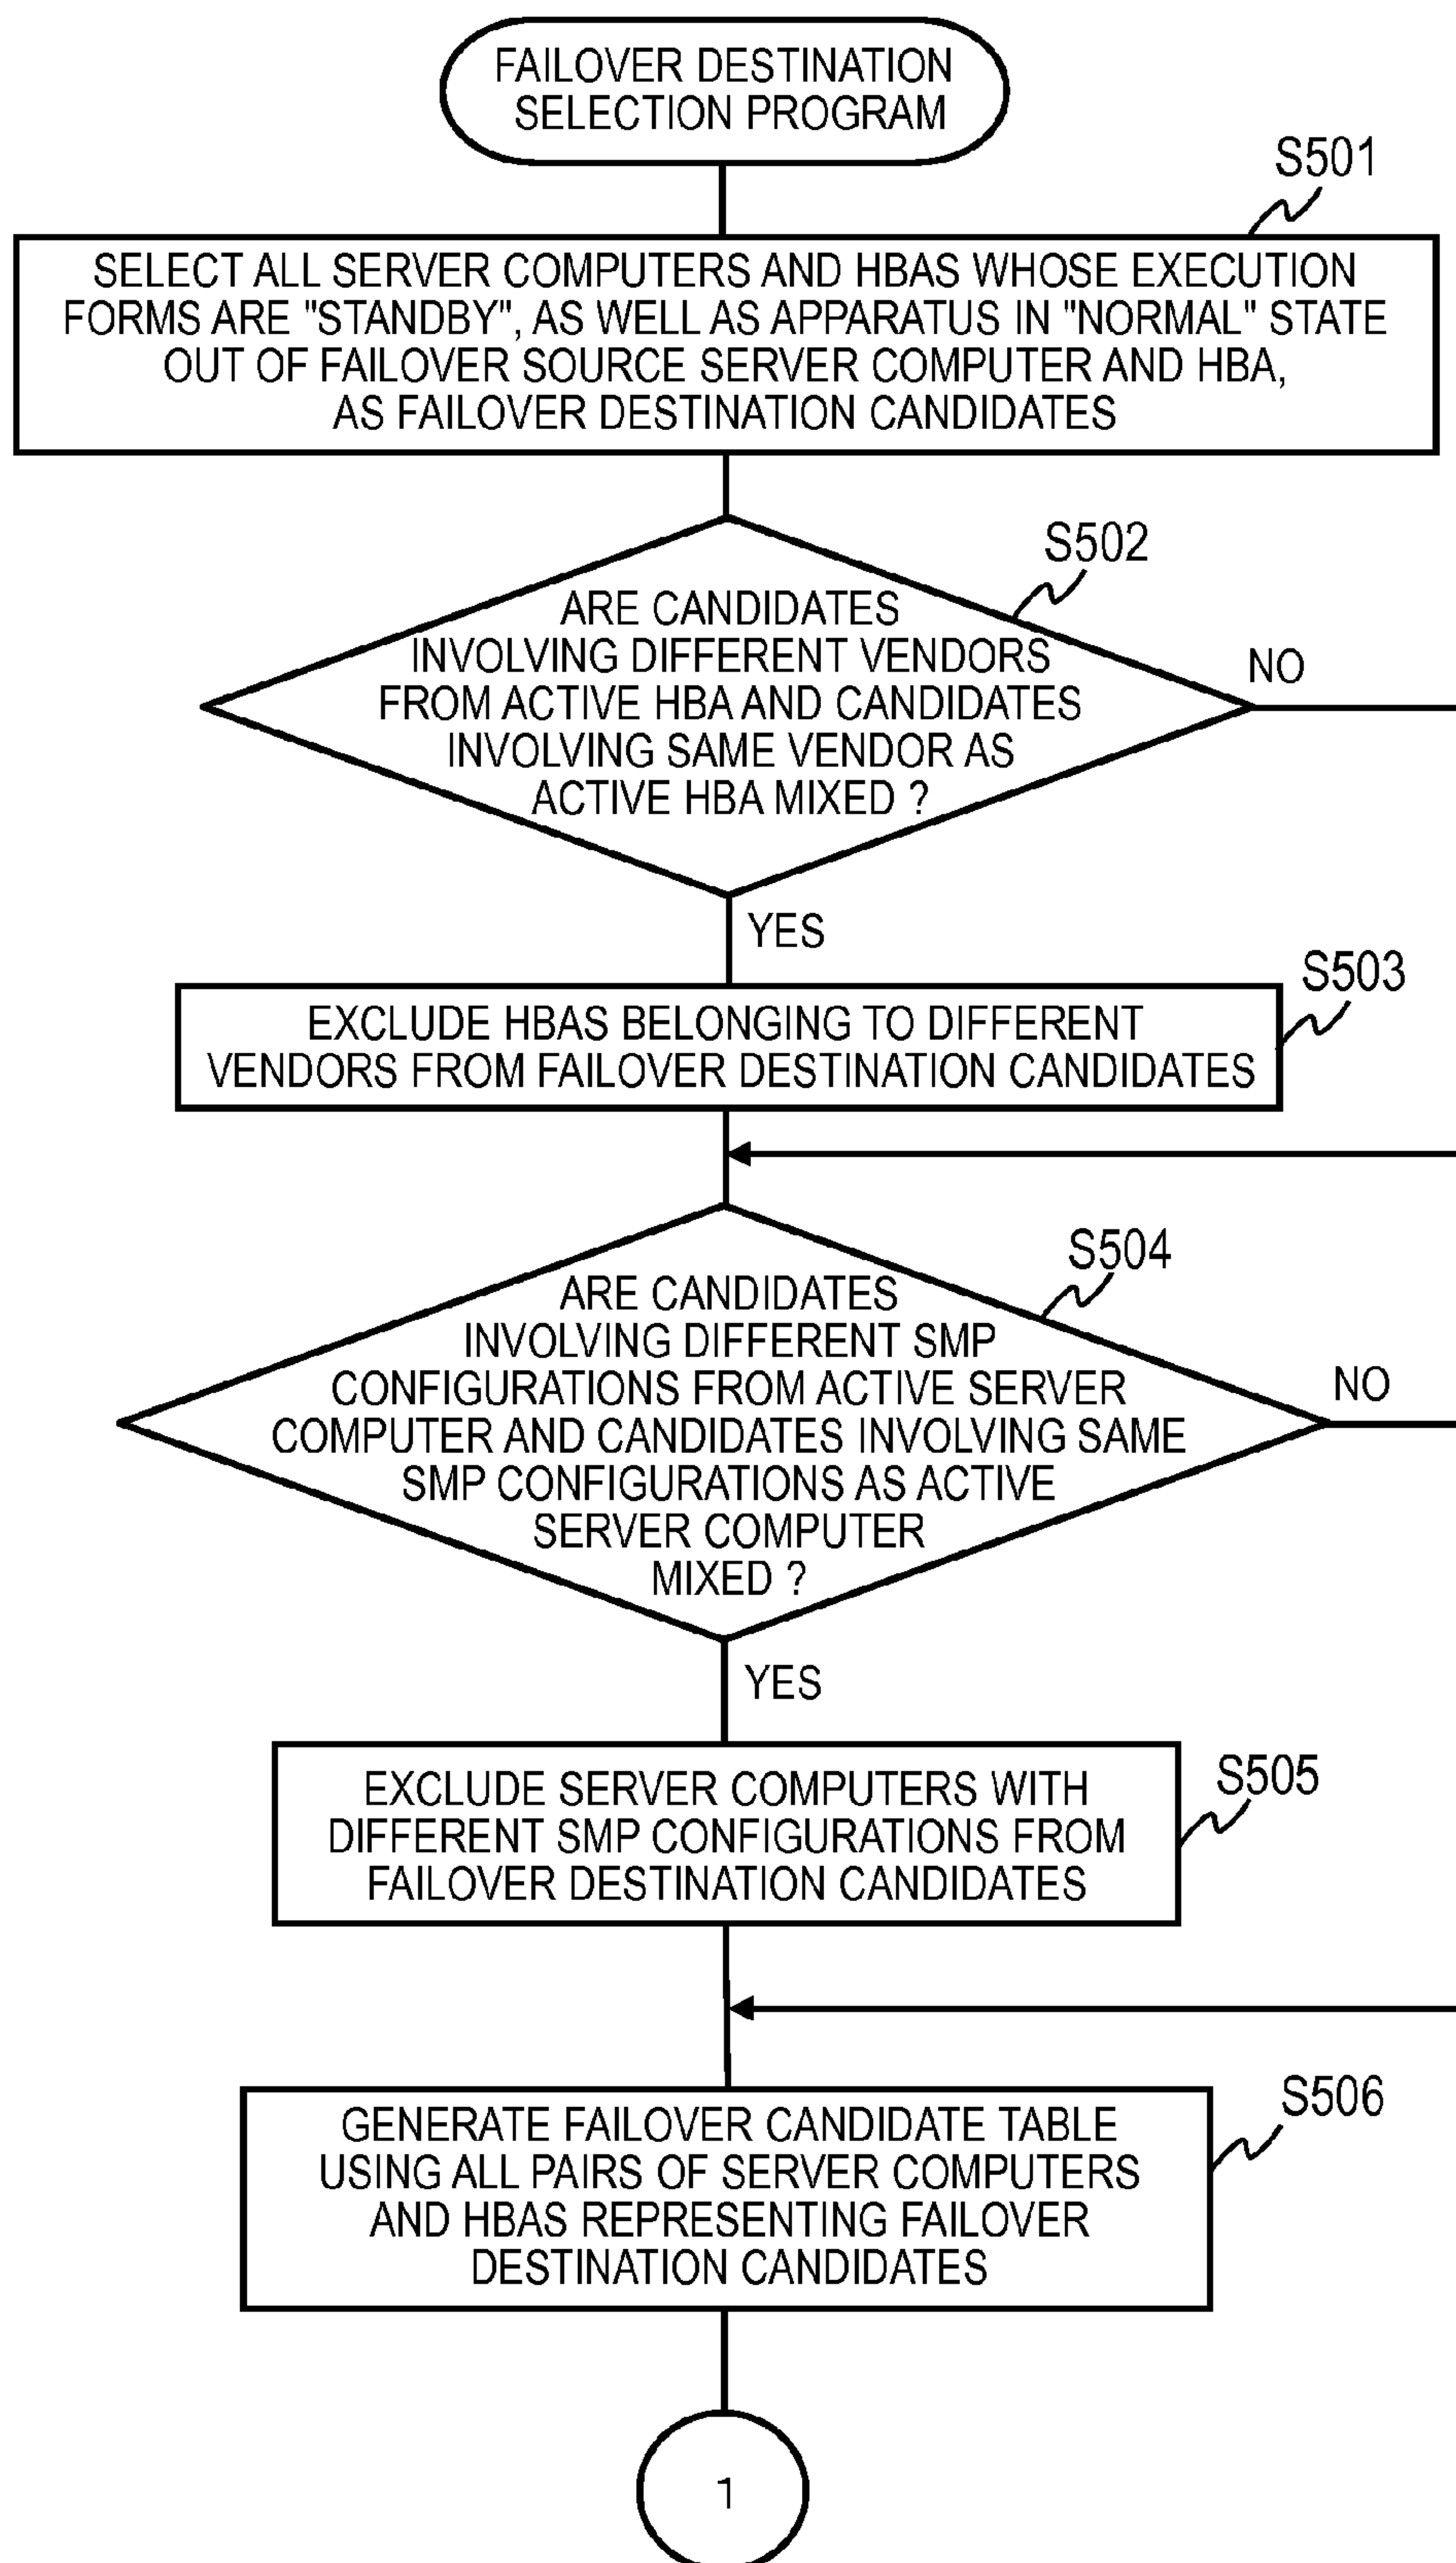 FAILOVER DESTINATION
SELECTION PROGRAM
S501
SELECT ALL SERVER COMPUTERS AND HBAS WHOSE EXECUTION
FORMS ARE "STANDBY", AS WELL AS APPARATUS IN "NORMAL" STATE
OUT OF FAILOVER SOURCE SERVER COMPUTER AND HBA,
AS FAILOVER DESTINATION CANDIDATES
S502
ARE CANDIDATES
INVOLVING DIFFERENT VENDORS
FROM ACTIVE HBA AND CANDIDATES
INVOLVING SAME VENDOR AS
ACTIVE HBA MIXED ?
NO
YES
S503
EXCLUDE HBAS BELONGING TO DIFFERENT
VENDORS FROM FAILOVER DESTINATION CANDIDATES
S504
ARE CANDIDATES
INVOLVING DIFFERENT SMP
CONFIGURATIONS FROM ACTIVE SERVER
COMPUTER AND CANDIDATES INVOLVING SAME
SMP CONFIGURATIONS AS ACTIVE
SERVER COMPUTER
MIXED ?
NO
YES
S505
EXCLUDE SERVER COMPUTERS WITH
DIFFERENT SMP CONFIGURATIONS FROM
FAILOVER DESTINATION CANDIDATES
S506
GENERATE FAILOVER CANDIDATE TABLE
USING ALL PAIRS OF SERVER COMPUTERS
AND HBAS REPRESENTING FAILOVER
DESTINATION CANDIDATES
1